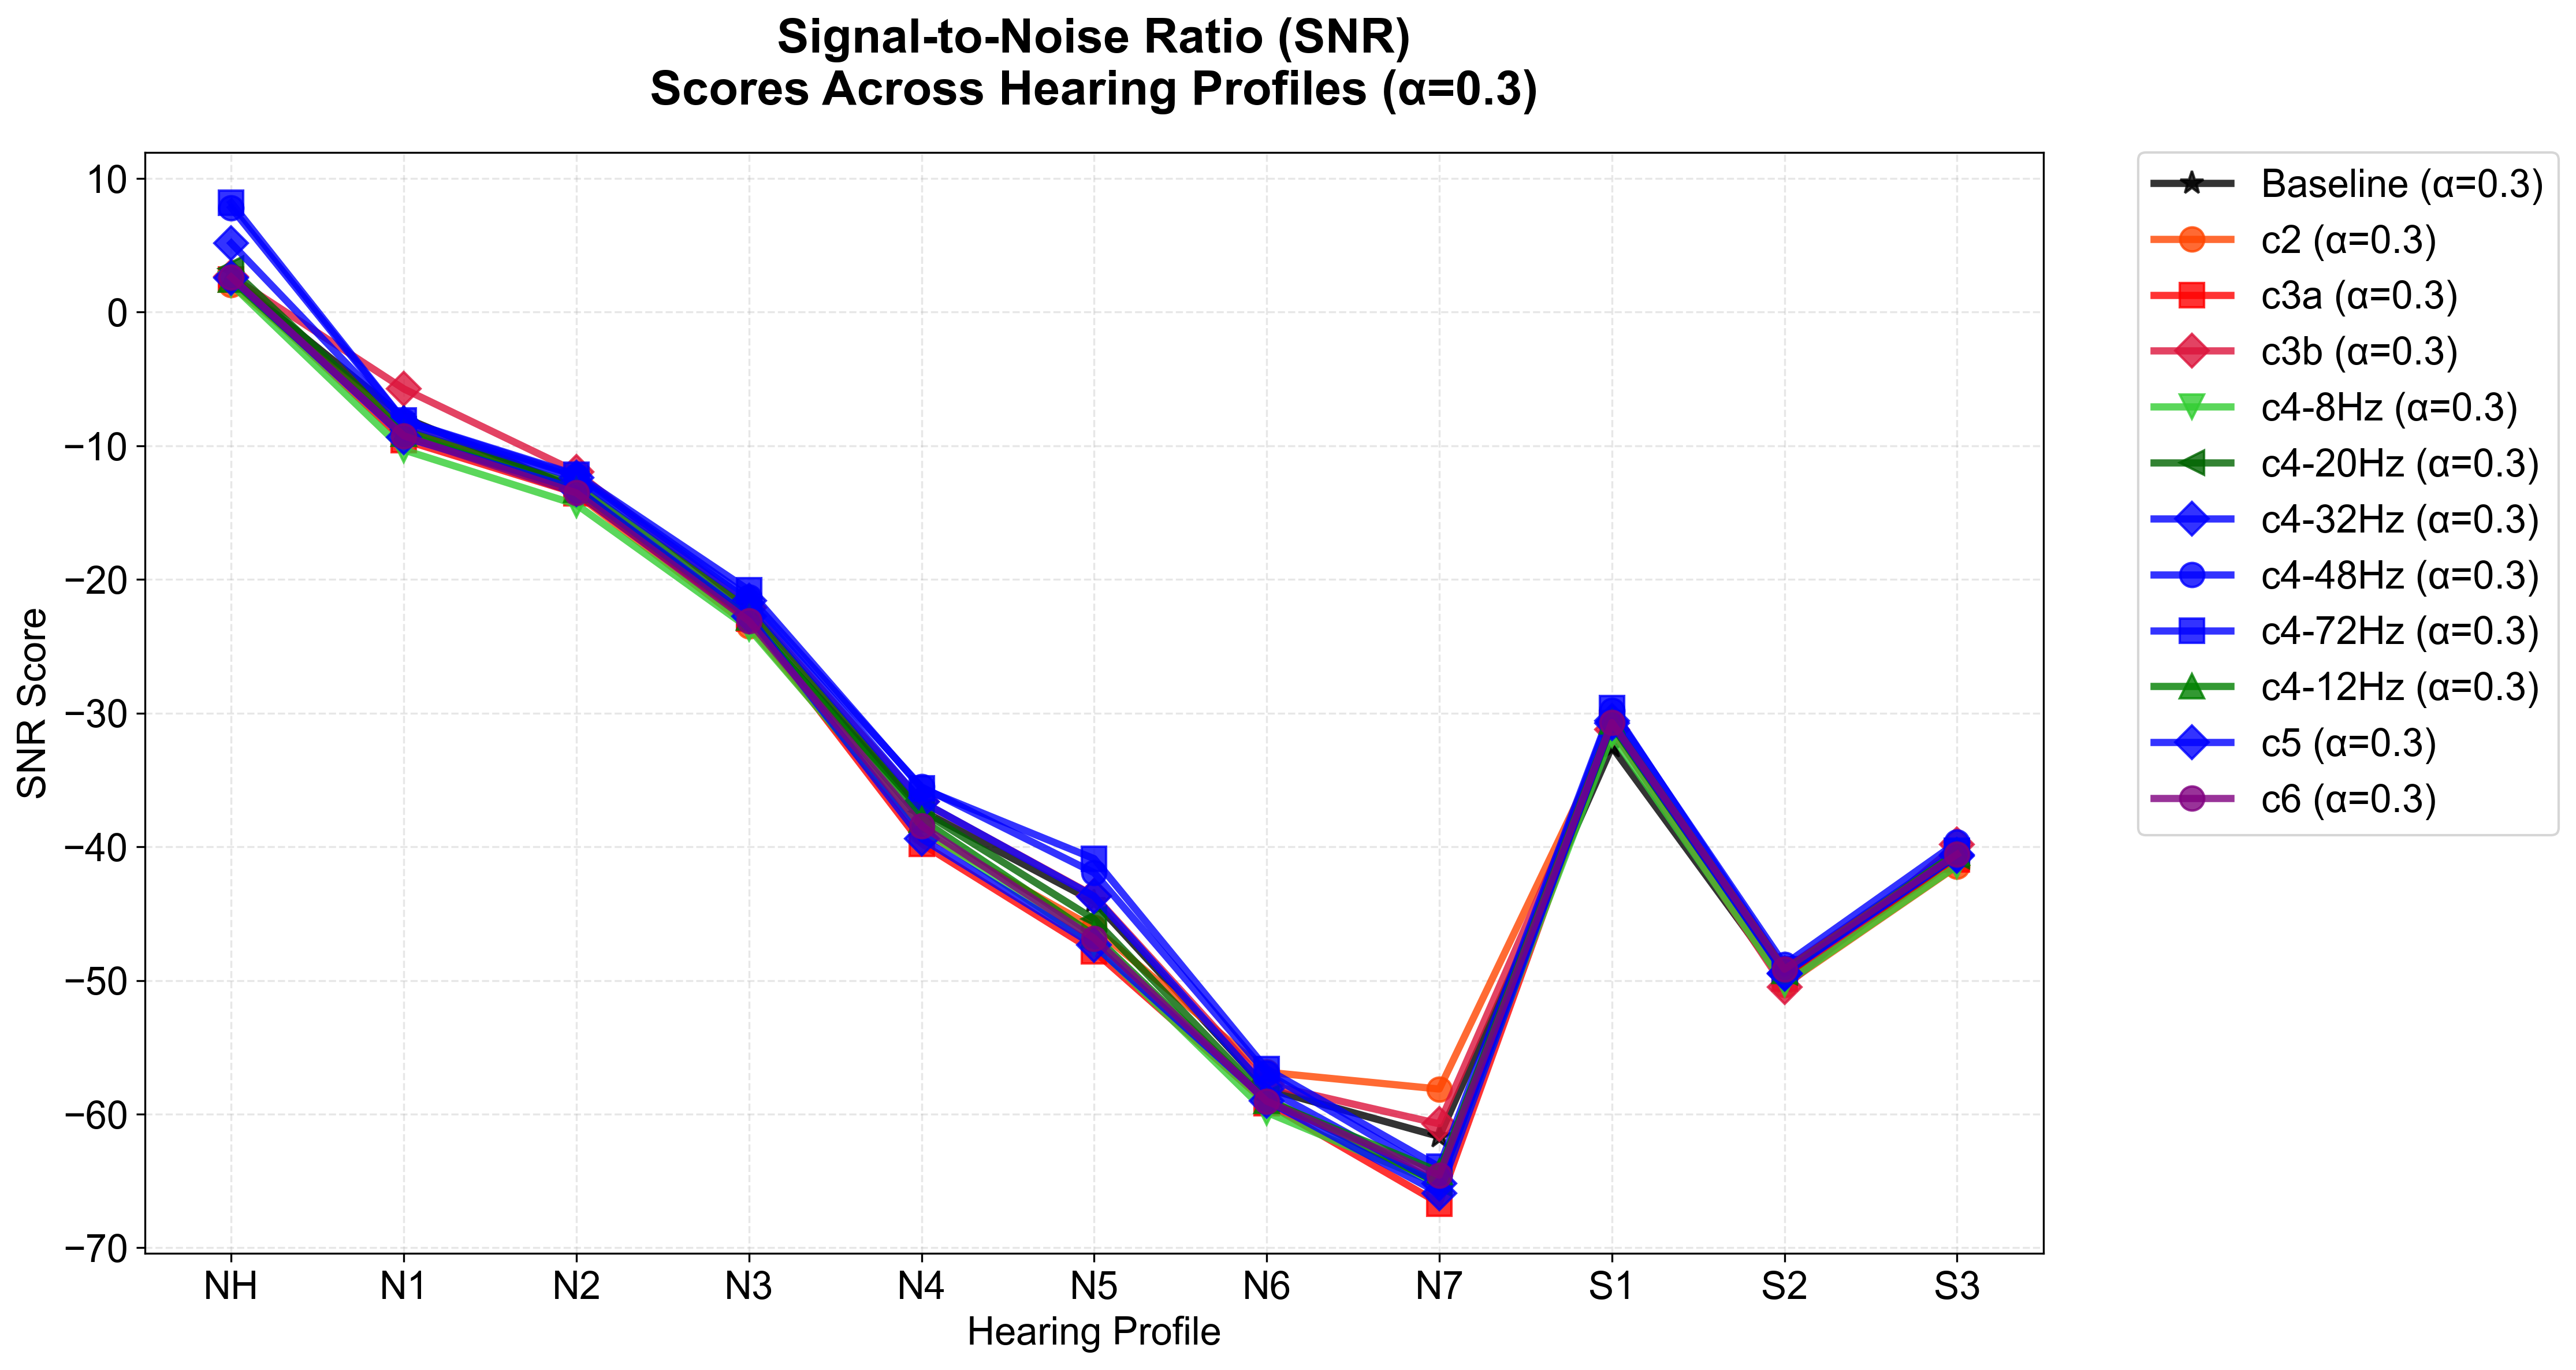 Signal-to-Noise Ratio (SNR)
Scores Across Hearing Profiles (α=0.3)
SNR Score
10
0
−10
−20
−30
−40
−50
−60
−70
NH N1 N2 N3 N4 N5 N6 N7 S1 S2 S3
Hearing Profile
Baseline (α=0.3)
c2 (α=0.3)
c3a (α=0.3)
c3b (α=0.3)
c4-8Hz (α=0.3)
c4-20Hz (α=0.3)
c4-32Hz (α=0.3)
c4-48Hz (α=0.3)
c4-72Hz (α=0.3)
c4-12Hz (α=0.3)
c5 (α=0.3)
c6 (α=0.3)